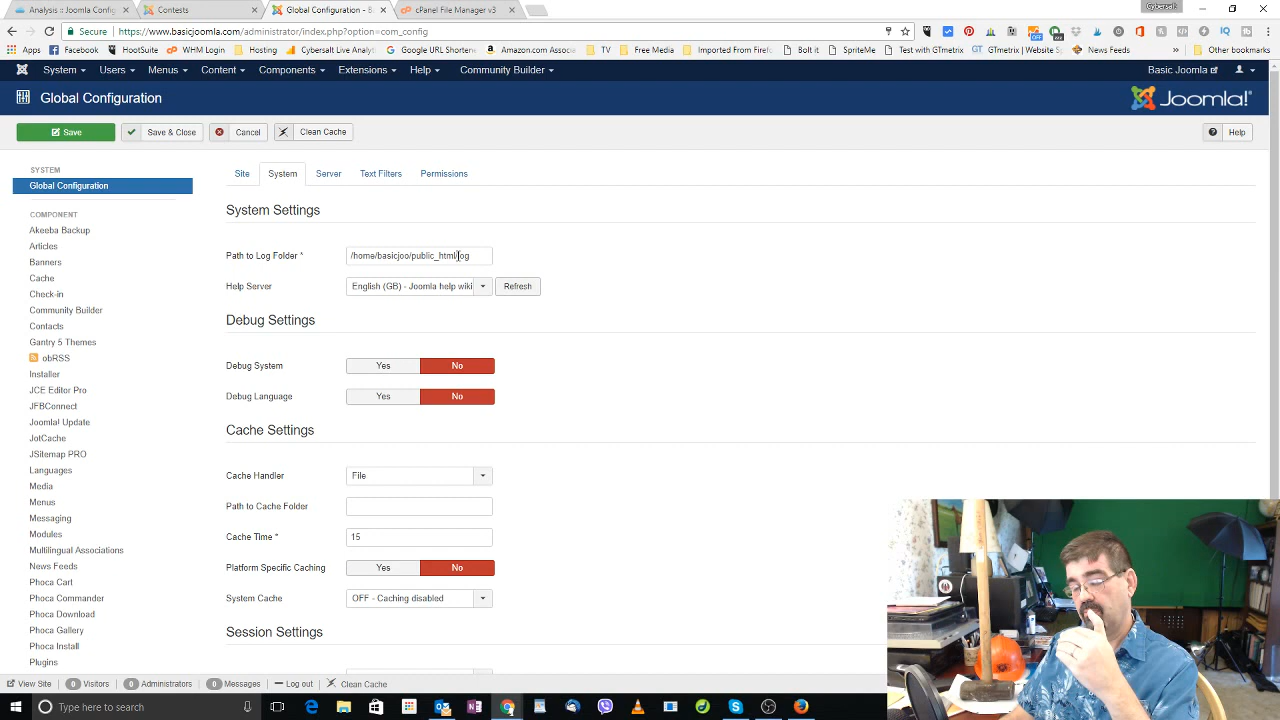 Cyberseit
Analysis :: Joomla Config
Contests
Global Configuration - Ba
cPanel File Manager v3
Secure https://www.basicjoomla.com/administrator/index.php?option=com_config
Apps Facebook HootSuite WHM Login Hosting Cybersalt Google URL Shortene Amazon.com Associa TV Free Media Imported From Firef Bolt it SpriteMe Test with GTmetrix GTmetrix | Website News Feeds Other bookmarks
System Users Menus Content Components Extensions Help Community Builder Basic Joomla
Global Configuration Joomla!
Save Save & Close Cancel Clean Cache Help
SYSTEM
Global Configuration
COMPONENT
Akeeba Backup
Articles
Banners
Cache
Check-in
Community Builder
Contacts
Gantry 5 Themes
obRSS
Installer
JCE Editor Pro
JFBConnect
Joomla! Update
JotCache
JSitemap PRO
Languages
Media
Menus
Messaging
Modules
Multilingual Associations
News Feeds
Phoca Cart
Phoca Commander
Phoca Download
Phoca Gallery
Phoca Install
Plugins
Site System Server Text Filters Permissions
System Settings
Path to Log Folder * /home/basicjoo/public_html/log
Help Server English (GB) - Joomla help wiki Refresh
Debug Settings
Debug System Yes No
Debug Language Yes No
Cache Settings
Cache Handler File
Path to Cache Folder
Cache Time * 15
Platform Specific Caching Yes No
System Cache OFF - Caching disabled
Session Settings
View Site 0 Visitors 0 Administrators 0 Messages Log out Clean Cache
Type here to search